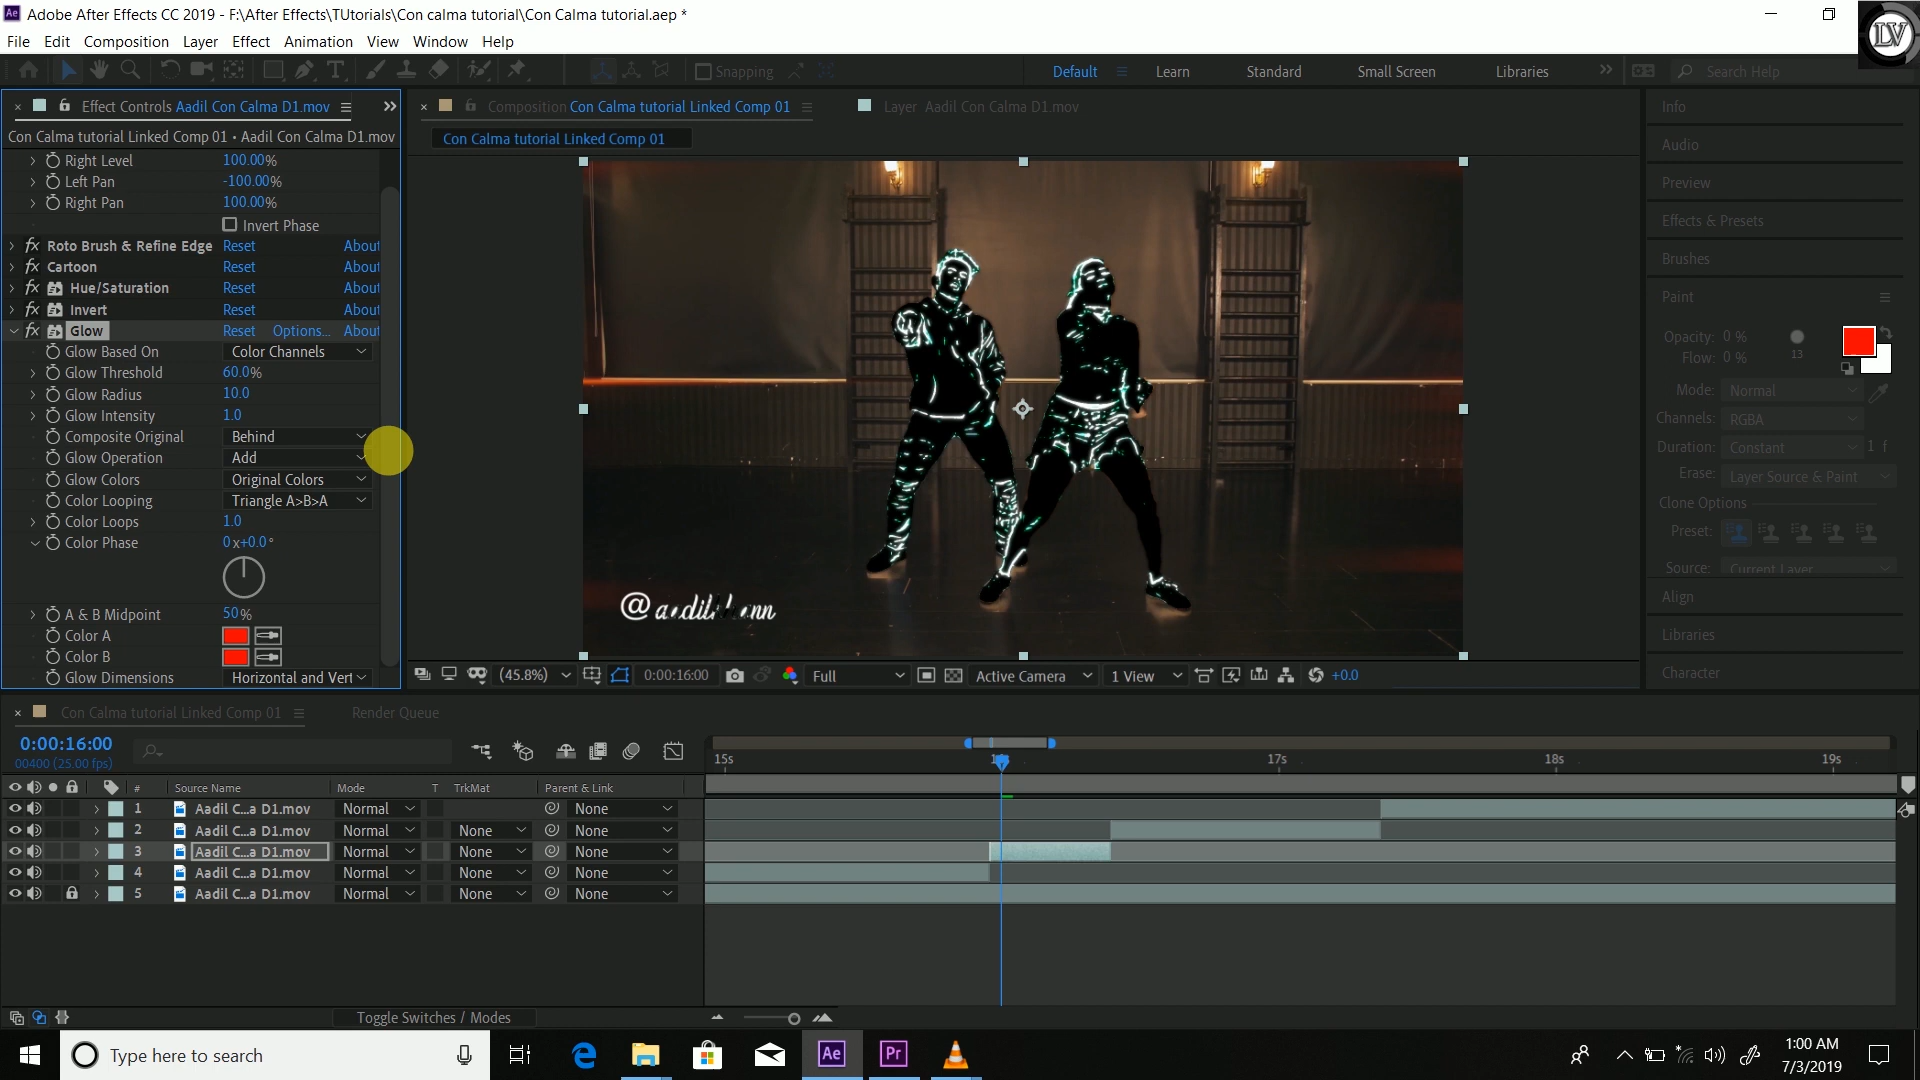 Adobe After Effects CC 2019 - F:\After Effects\TUtorials\Con calma tutorial\Con Calma tutorial.aep *
LV
File Edit Composition Layer Effect Animation View Window Help
Snapping
Default Learn Standard Small Screen Libraries Search Help
Effect Controls Aadil Con Calma D1.mov
Composition Con Calma tutorial Linked Comp 01
Layer Aadil Con Calma D1.mov
Con Calma tutorial Linked Comp 01 • Aadil Con Calma D1.mov
Con Calma tutorial Linked Comp 01
Right Level 100.00%
Left Pan -100.00%
Right Pan 100.00%
Invert Phase
fx Roto Brush & Refine Edge Reset About
fx Cartoon Reset About
fx Hue/Saturation Reset About
fx Invert Reset About
fx Glow Reset Options... About
Glow Based On Color Channels
Glow Threshold 60.0%
Glow Radius 10.0
Glow Intensity 1.0
Composite Original Behind
Glow Operation Add
Glow Colors Original Colors
Color Looping Triangle A>B>A
Color Loops 1.0
Color Phase 0x+0.0°
A & B Midpoint 50%
Color A
Color B
Glow Dimensions Horizontal and Vert
(45.8%) 0:00:16:00 Full Active Camera 1 View +0.0
Info
Audio
Preview
Effects & Presets
Brushes
Paint
Opacity: 0 %
Flow: 0 %
13
Mode: Normal
Channels: RGBA
Duration: Constant 1 f
Erase: Layer Source & Paint
Clone Options
Preset:
Source: Current Layer
Align
Libraries
Character
Con Calma tutorial Linked Comp 01 Render Queue
0:00:16:00
00400 (25.00 fps)
15s 17s 18s 19s
# Source Name Mode T TrkMat Parent & Link
1 Aadil C...a D1.mov Normal None
2 Aadil C...a D1.mov Normal None None
3 Aadil C...a D1.mov Normal None None
4 Aadil C...a D1.mov Normal None None
5 Aadil C...a D1.mov Normal None None
Toggle Switches / Modes
Type here to search
Ae Pr
1:00 AM
7/3/2019